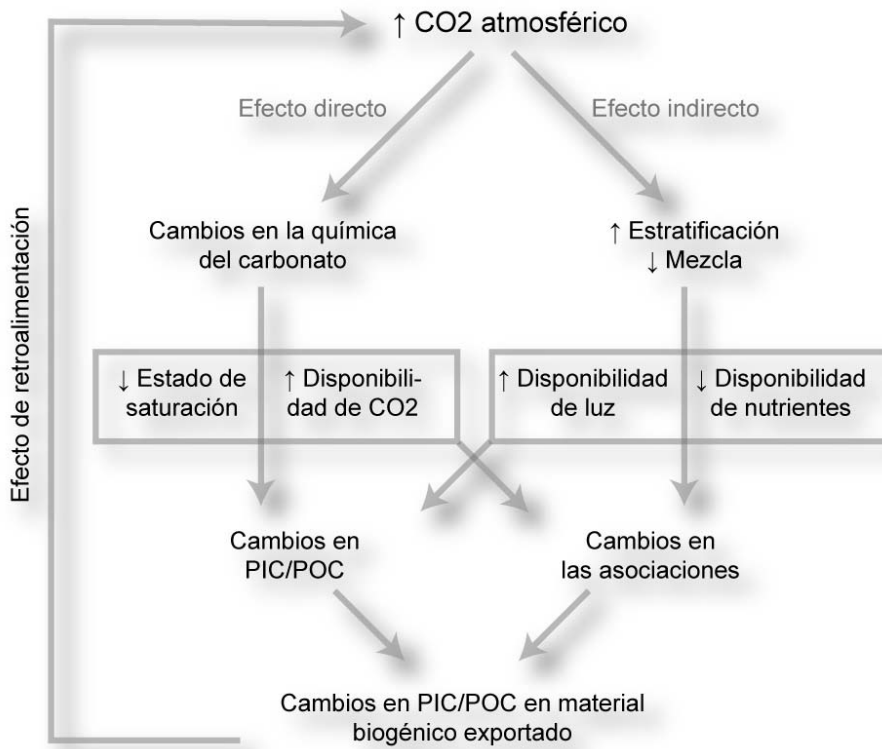 ↑ CO2 atmosférico
Efecto directo
Efecto indirecto
Cambios en la química
del carbonato
↑ Estratificación
↓ Mezcla
↓ Estado de
saturación
↑ Disponibili-
dad de CO2
↑ Disponibilidad
de luz
↓ Disponibilidad
de nutrientes
Cambios en
PIC/POC
Cambios en
las asociaciones
Cambios en PIC/POC en material
biogénico exportado
Efecto de retroalimentación